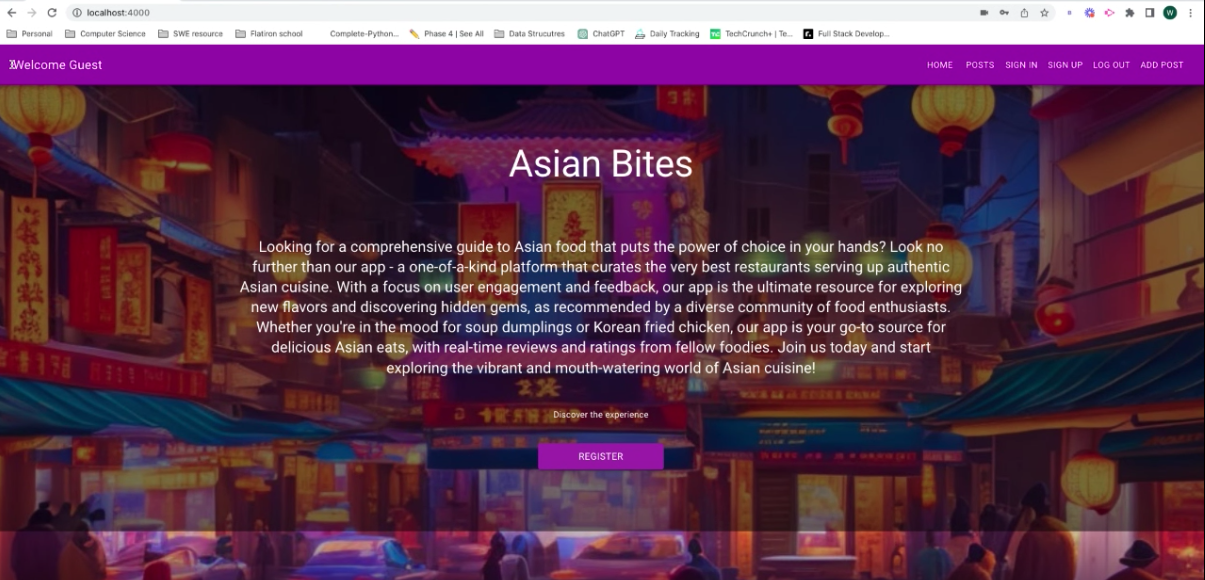 localhost:4000
W
Personal
Computer Science
SWE resource
Flatiron school
Complete-Python...
Phase 4 | See All
Data Strucutres
ChatGPT
Daily Tracking
TechCrunch+ | Te...
Full Stack Develop...
Welcome Guest
HOME
POSTS
SIGN IN
SIGN UP
LOG OUT
ADD POST
Asian Bites
Looking for a comprehensive guide to Asian food that puts the power of choice in your hands? Look no
further than our app - a one-of-a-kind platform that curates the very best restaurants serving up authentic
Asian cuisine. With a focus on user engagement and feedback, our app is the ultimate resource for exploring
new flavors and discovering hidden gems, as recommended by a diverse community of food enthusiasts.
Whether you're in the mood for soup dumplings or Korean fried chicken, our app is your go-to source for
delicious Asian eats, with real-time reviews and ratings from fellow foodies. Join us today and start
exploring the vibrant and mouth-watering world of Asian cuisine!
Discover the experience
REGISTER